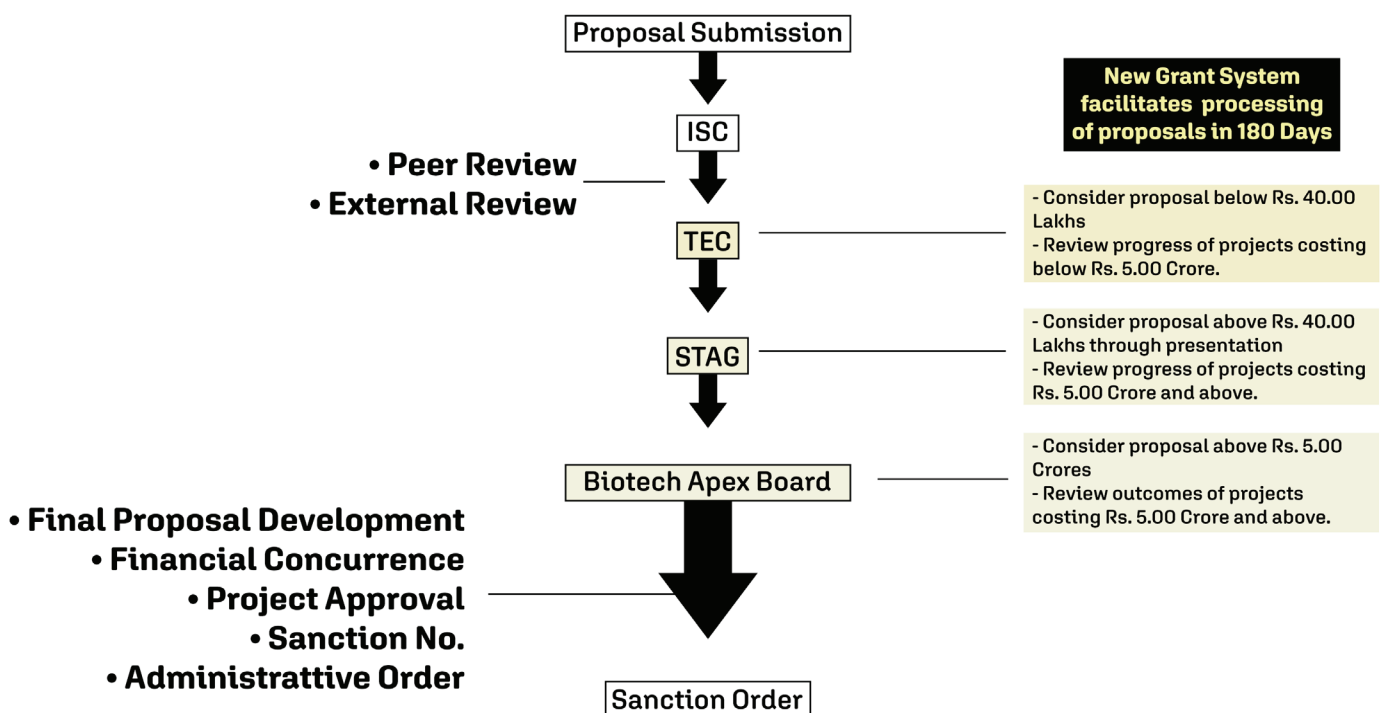 Proposal Submission
New Grant System
facilitates processing
of proposals in 180 Days
ISC
• Peer Review
• External Review
TEC
- Consider proposal below Rs. 40.00
Lakhs
- Review progress of projects costing
below Rs. 5.00 Crore.
STAG
- Consider proposal above Rs. 40.00
Lakhs through presentation
- Review progress of projects costing
Rs. 5.00 Crore and above.
Biotech Apex Board
- Consider proposal above Rs. 5.00
Crores
- Review outcomes of projects
costing Rs. 5.00 Crore and above.
• Final Proposal Development
• Financial Concurrence
• Project Approval
• Sanction No.
• Administrattive Order
Sanction Order